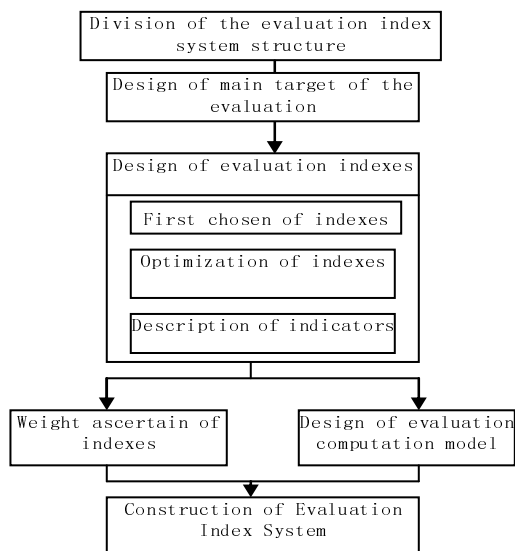 Division of the evaluation index
system structure
Design of main target of the
evaluation
Design of evaluation indexes
First chosen of indexes
Optimization of indexes
Description of indicators
Weight ascertain of
indexes
Design of evaluation
computation model
Construction of Evaluation
Index System